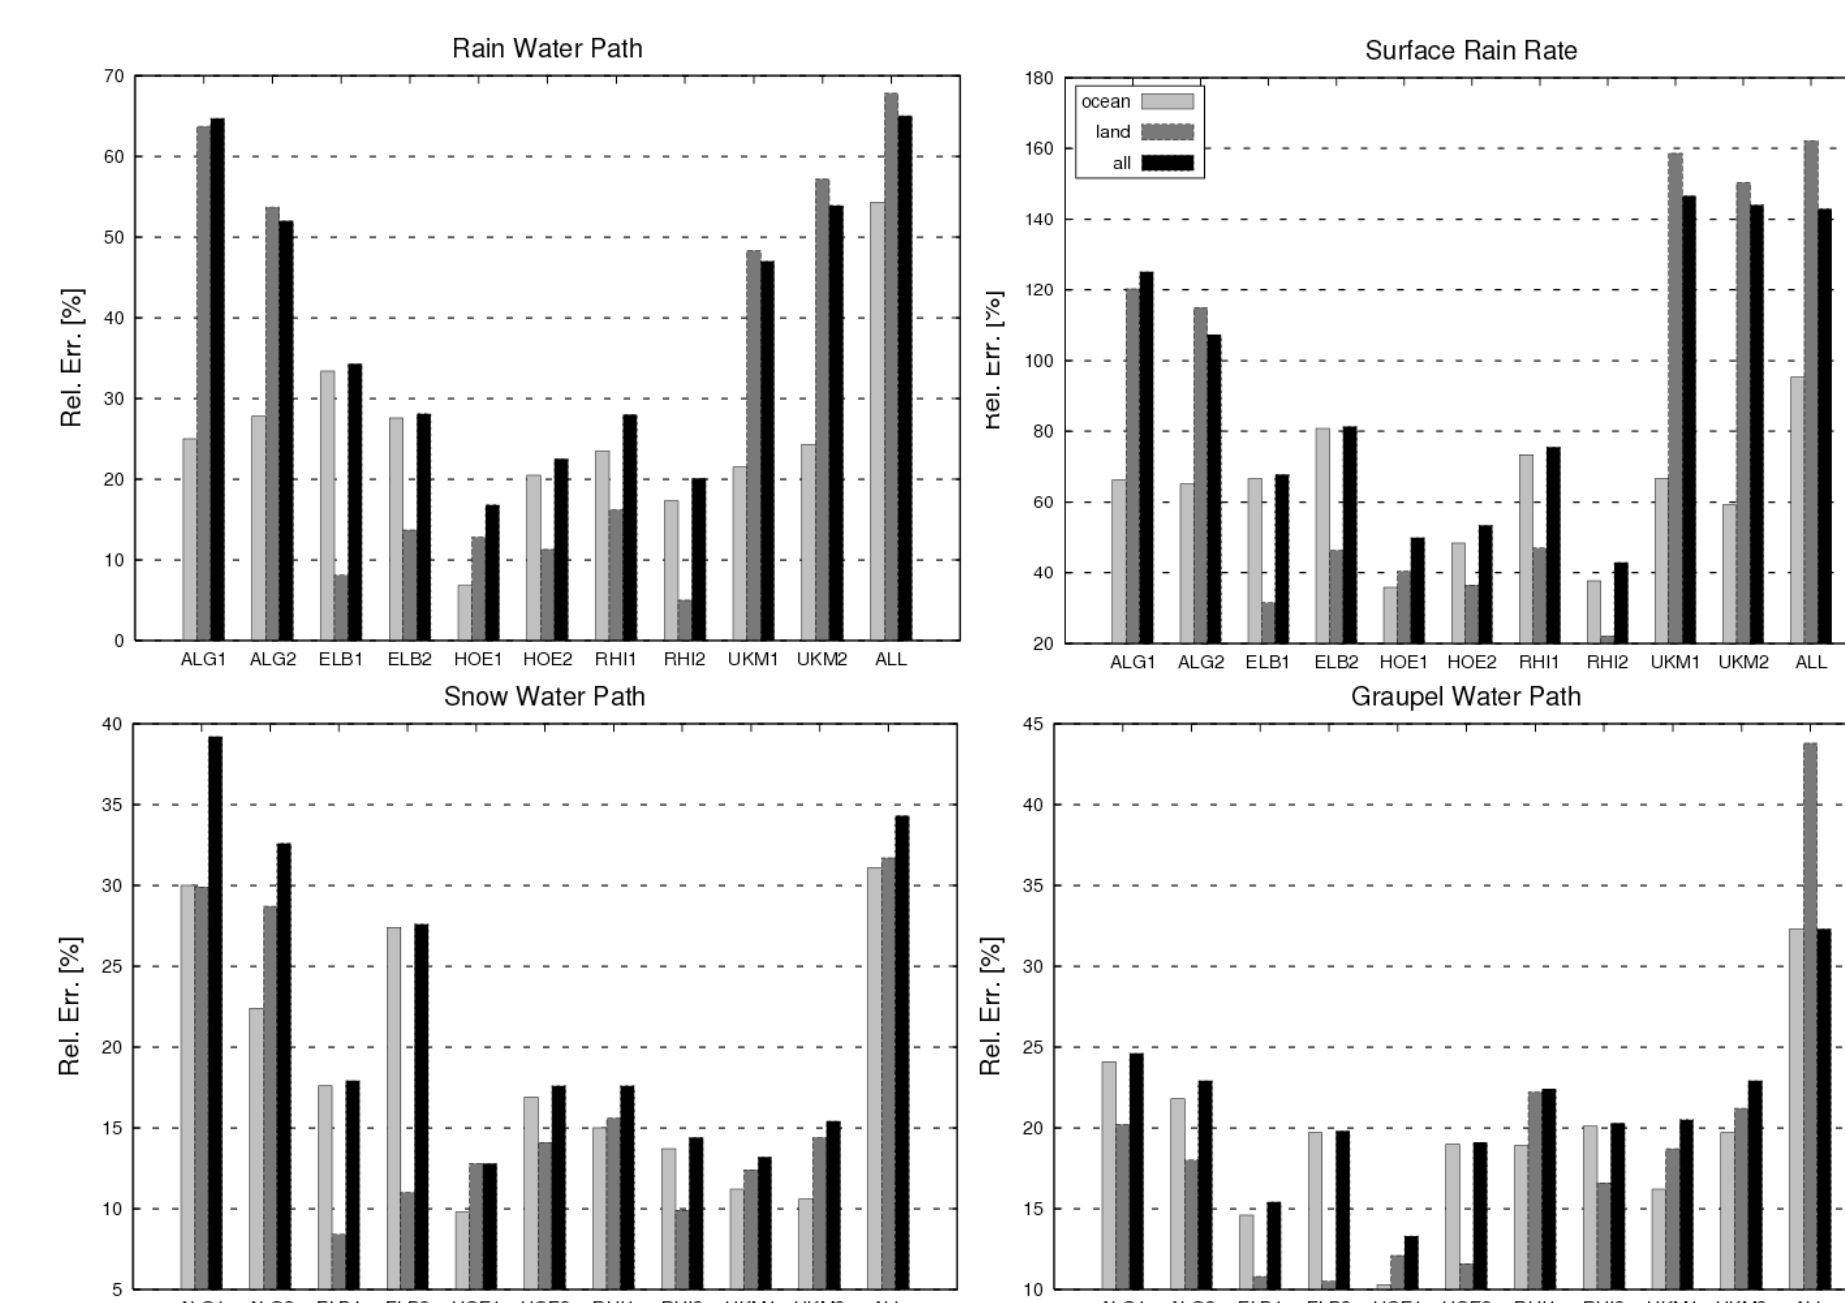 Rain Water Path
70
60
50
40
30
20
10
0
Rel. Err. [%]
ALG1 ALG2 ELB1 ELB2 HOE1 HOE2 RHI1 RHI2 UKM1 UKM2 ALL
Surface Rain Rate
180
160
140
120
100
80
60
40
20
Rel. Err. [%]
ocean
land
all
ALG1 ALG2 ELB1 ELB2 HOE1 HOE2 RHI1 RHI2 UKM1 UKM2 ALL
Snow Water Path
40
35
30
25
20
15
10
5
Rel. Err. [%]
Graupel Water Path
45
40
35
30
25
20
15
10
Rel. Err. [%]